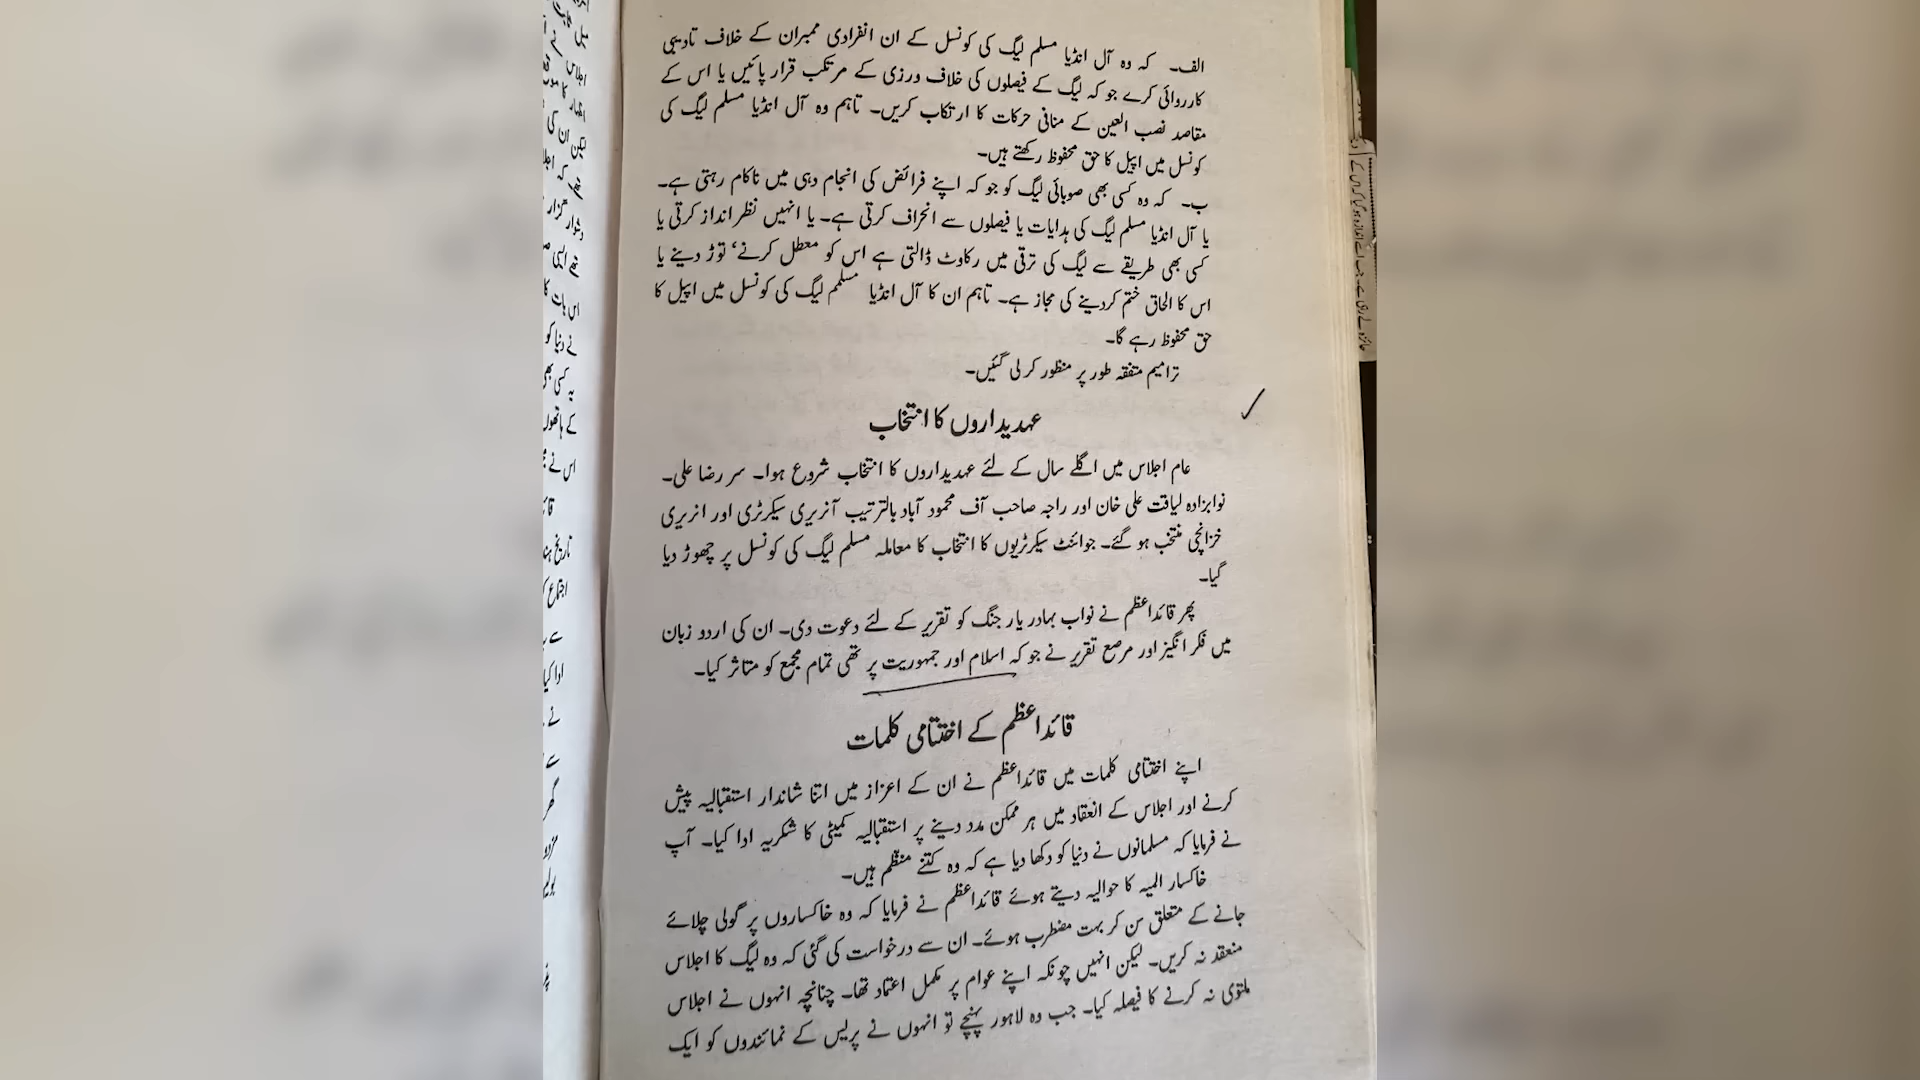 الف۔ کہ وہ آل انڈیا مسلم لیگ کی کونسل کے ان انفرادی ممبران کے خلاف تادیبی
کارروائی کرے جو کہ لیگ کے فیصلوں کی خلاف ورزی کے مرتکب قرار پائیں یا اس کے
مقاصد نصب العین کے منافی حرکات کا ارتکاب کریں۔ تاہم وہ آل انڈیا مسلم لیگ کی
کونسل میں اپیل کا حق محفوظ رکھتے ہیں۔
ب۔ کہ وہ کسی بھی صوبائی لیگ کو جو کہ اپنے فرائض کی انجام دہی میں ناکام رہتی ہے۔
یا آل انڈیا مسلم لیگ کی ہدایات یا فیصلوں سے انحراف کرتی ہے۔ یا انہیں نظر انداز کرتی یا
کسی بھی طریقے سے لیگ کی ترقی میں رکاوٹ ڈالتی ہے اس کو معطل کرنے، توڑ دینے یا
اس کا الحاق ختم کردینے کی مجاز ہے۔ تاہم ان کا آل انڈیا مسلمم لیگ کی کونسل میں اپیل کا
حق محفوظ رہے گا۔
ترامیم متفقہ طور پر منظور کر لی گئیں۔
عہدیداروں کا انتخاب
عام اجلاس میں اگلے سال کے لئے عہدیداروں کا انتخاب شروع ہوا۔ سر رضا علی۔
نوابزادہ لیاقت علی خان اور راجہ صاحب آف محمود آباد بالترتیب آنریری سیکرٹری اور انریری
خزانچی منتخب ہو گئے۔ جوائنٹ سیکرٹریوں کا انتخاب کا معاملہ مسلم لیگ کی کونسل پر چھوڑ دیا
گیا۔
پھر قائداعظم نے نواب بہادر یار جنگ کو تقریر کے لئے دعوت دی۔ ان کی اردو زبان
میں فکر انگیز اور مرصع تقریر نے جو کہ اسلام اور جمہوریت پر تھی تمام مجمع کو متاثر کیا۔
قائداعظم کے اختتامی کلمات
اپنے اختتامی کلمات میں قائداعظم نے ان کے اعزاز میں اتنا شاندار استقبالیہ پیش
کرنے اور اجلاس کے انعقاد میں ہر ممکن مدد دینے پر استقبالیہ کمیٹی کا شکریہ ادا کیا۔ آپ
نے فرمایا کہ مسلمانوں نے دنیا کو دکھا دیا ہے کہ وہ کتنے منظم ہیں۔
خاکسار المیہ کا حوالیہ دیتے ہوئے قائداعظم نے فرمایا کہ وہ خاکساروں پر گولی چلائے
جانے کے متعلق سن کر بہت مضطرب ہوئے۔ ان سے درخواست کی گئی کہ وہ لیگ کا اجلاس
منعقد نہ کریں۔ لیکن انہیں چونکہ اپنے عوام پر مکمل اعتماد تھا۔ چنانچہ انہوں نے اجلاس
ملتوی نہ کرنے کا فیصلہ کیا۔ جب وہ لاہور پہنچے تو انہوں نے پریس کے نمائندوں کو ایک